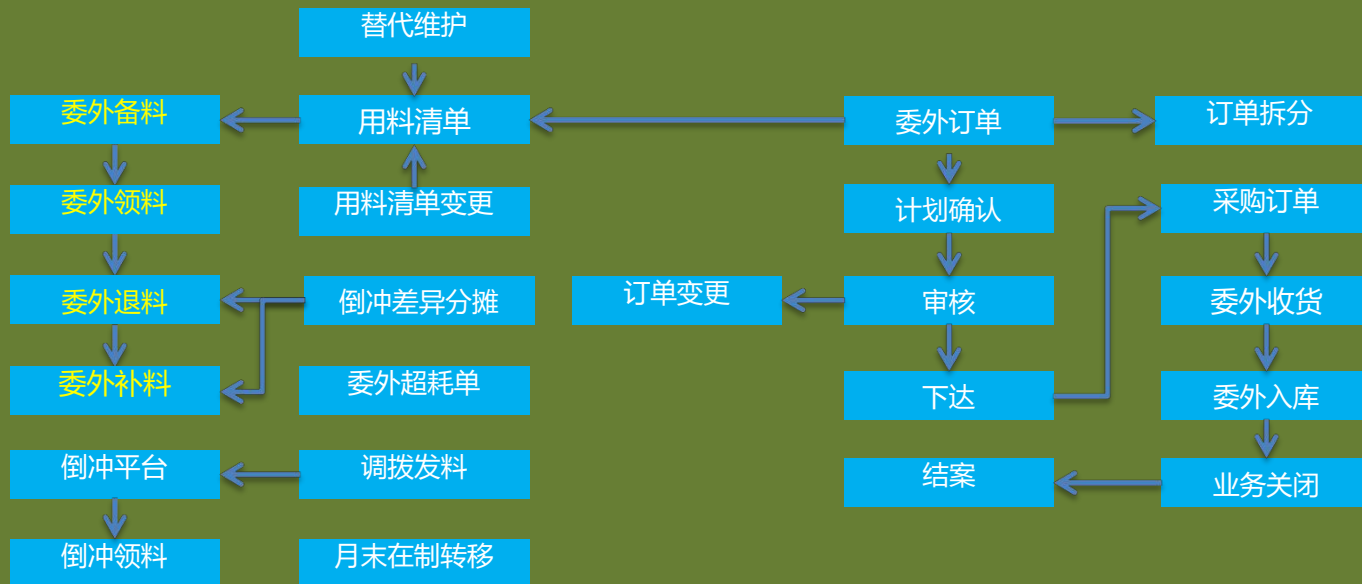 替代维护
委外备料
用料清单
委外订单
订单拆分
委外领料
用料清单变更
计划确认
采购订单
委外退料
倒冲差异分摊
订单变更
审核
委外收货
委外补料
委外超耗单
下达
委外入库
倒冲平台
调拨发料
结案
业务关闭
倒冲领料
月末在制转移